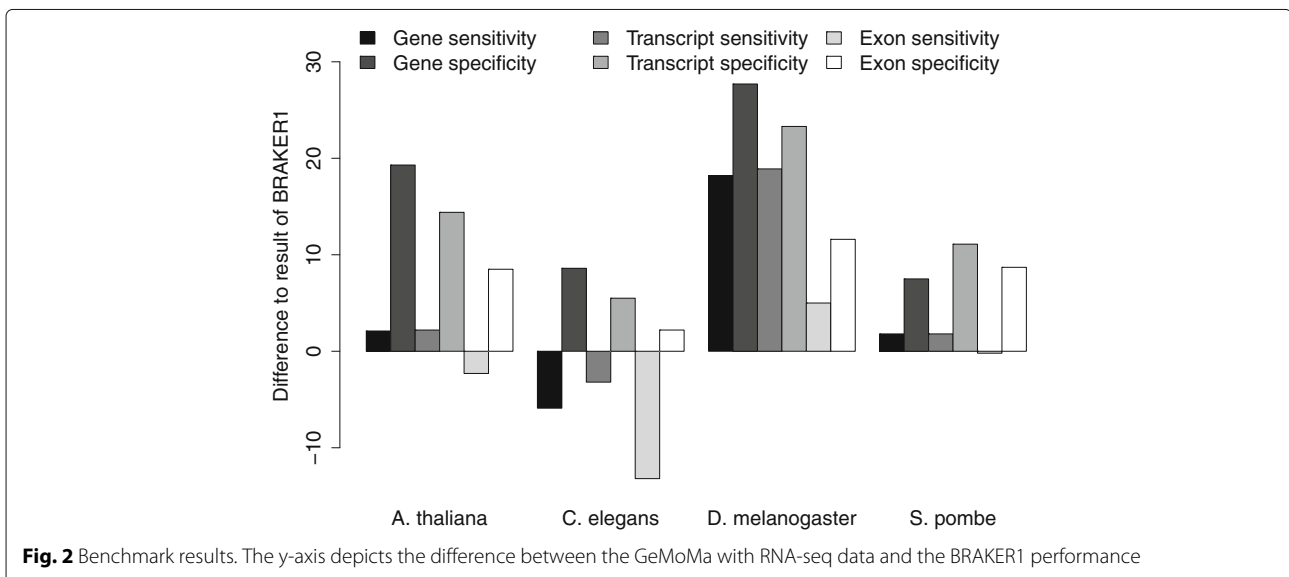 Gene sensitivity Transcript sensitivity Exon sensitivity
Gene specificity Transcript specificity Exon specificity
Difference to result of BRAKER1
30
20
10
0
−10
A. thaliana C. elegans D. melanogaster S. pombe
Fig. 2 Benchmark results. The y-axis depicts the difference between the GeMoMa with RNA-seq data and the BRAKER1 performance